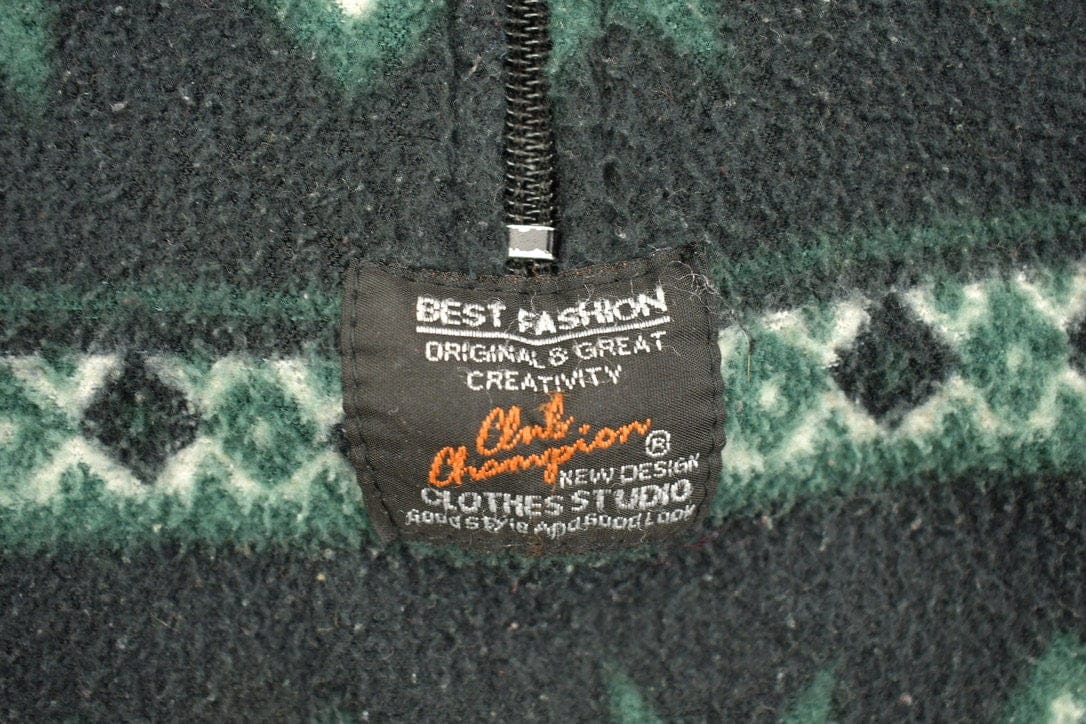 BEST FASHION
ORIGINAL & GREAT
CREATIVITY
Club
Champion ®
NEW DESIGN
CLOTHES STUDIO
Good Style And Good Look